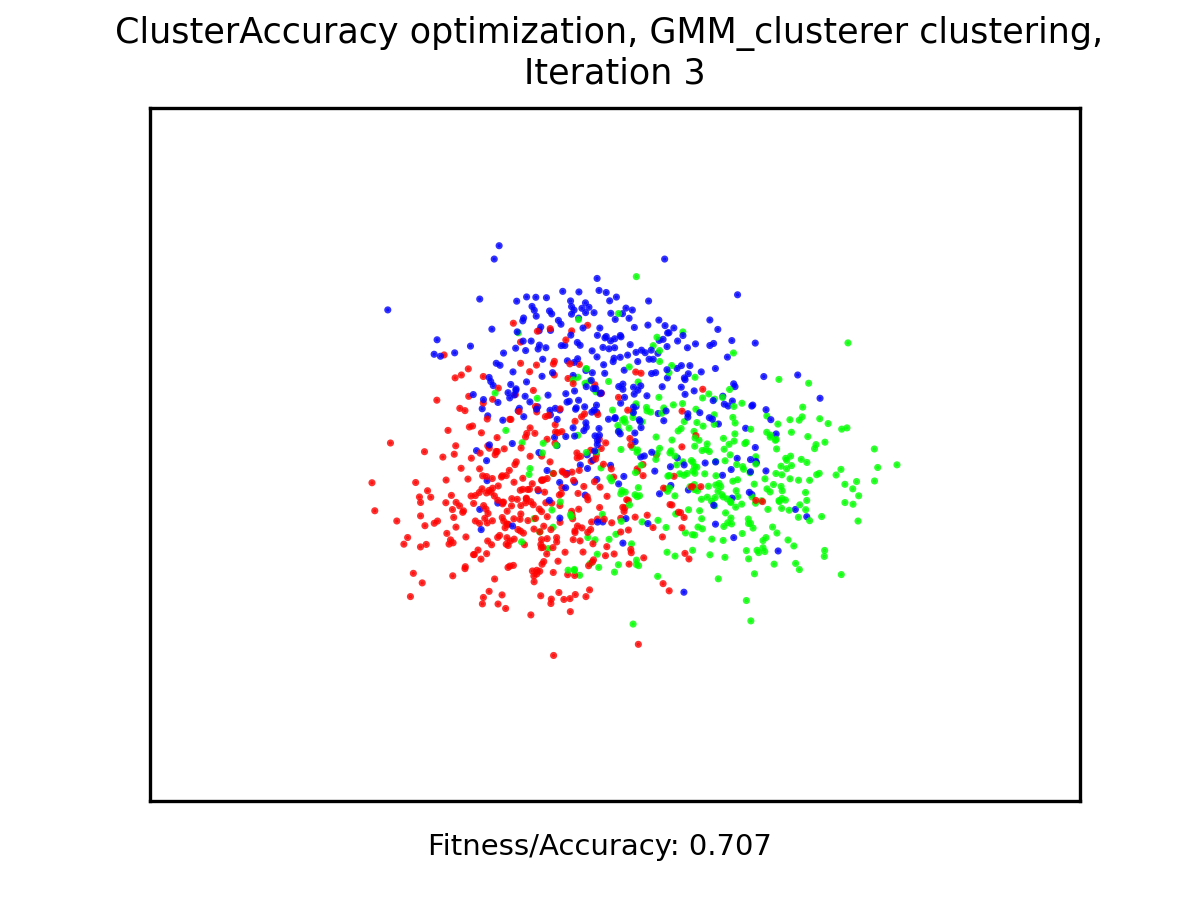 ClusterAccuracy optimization, GMM_clusterer clustering,
Iteration 3
Fitness/Accuracy: 0.707